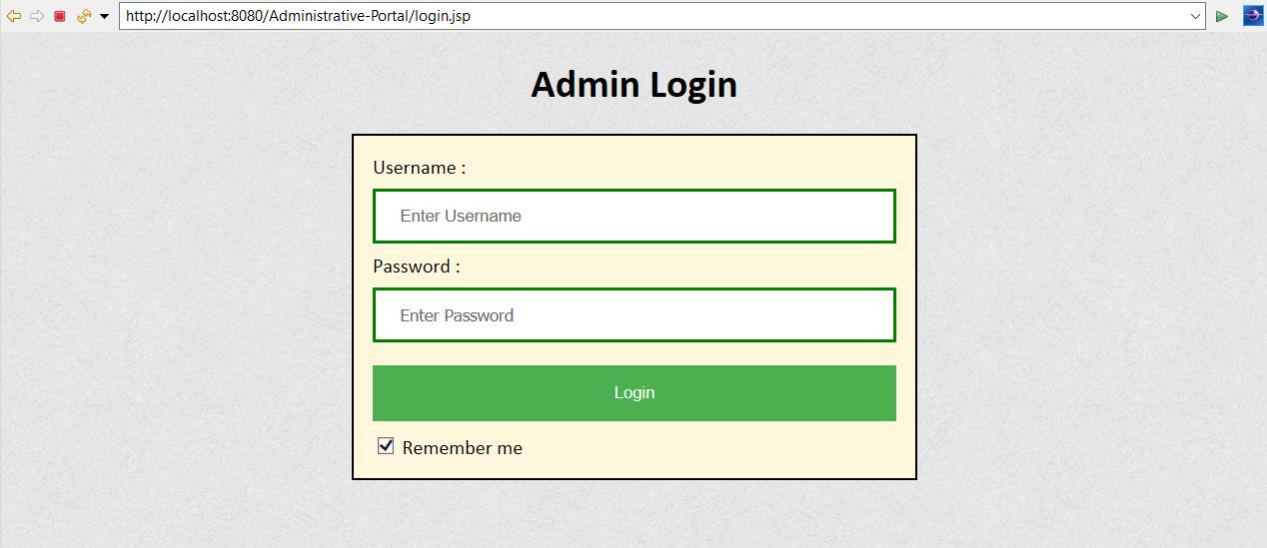 http://localhost:8080/Administrative-Portal/login.jsp
Admin Login
Username :
Enter Username
Password :
Enter Password
Login
Remember me